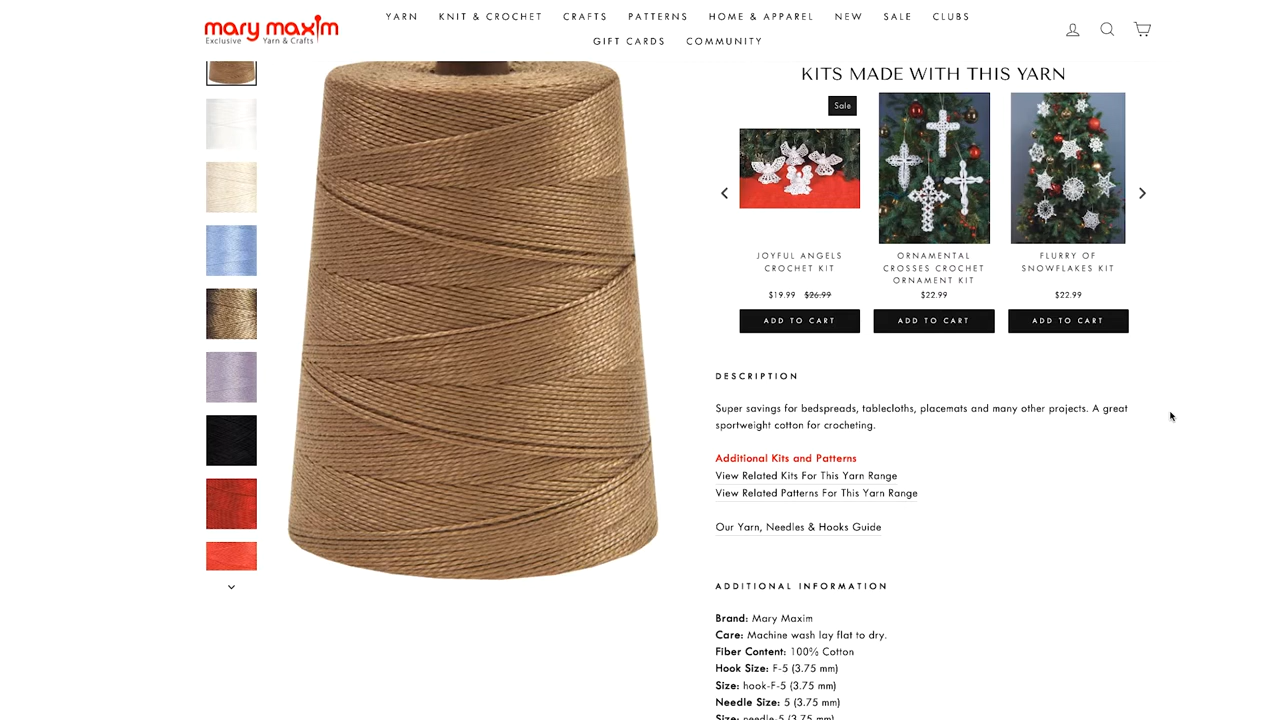 mary maxim
Exclusive Yarn & Crafts
YARN KNIT & CROCHET CRAFTS PATTERNS HOME & APPAREL NEW SALE CLUBS
GIFT CARDS COMMUNITY
KITS MADE WITH THIS YARN
Sale
JOYFUL ANGELS
CROCHET KIT
$19.99 $26.99
ADD TO CART
ORNAMENTAL
CROSSES CROCHET
ORNAMENT KIT
$22.99
ADD TO CART
FLURRY OF
SNOWFLAKES KIT
$22.99
ADD TO CART
DESCRIPTION
Super savings for bedspreads, tablecloths, placemats and many other projects. A great
sportweight cotton for crocheting.
Additional Kits and Patterns
View Related Kits For This Yarn Range
View Related Patterns For This Yarn Range
Our Yarn, Needles & Hooks Guide
ADDITIONAL INFORMATION
Brand: Mary Maxim
Care: Machine wash lay flat to dry.
Fiber Content: 100% Cotton
Hook Size: F-5 (3.75 mm)
Size: hook-F-5 (3.75 mm)
Needle Size: 5 (3.75 mm)
Size: needle-5 (3.75 mm)